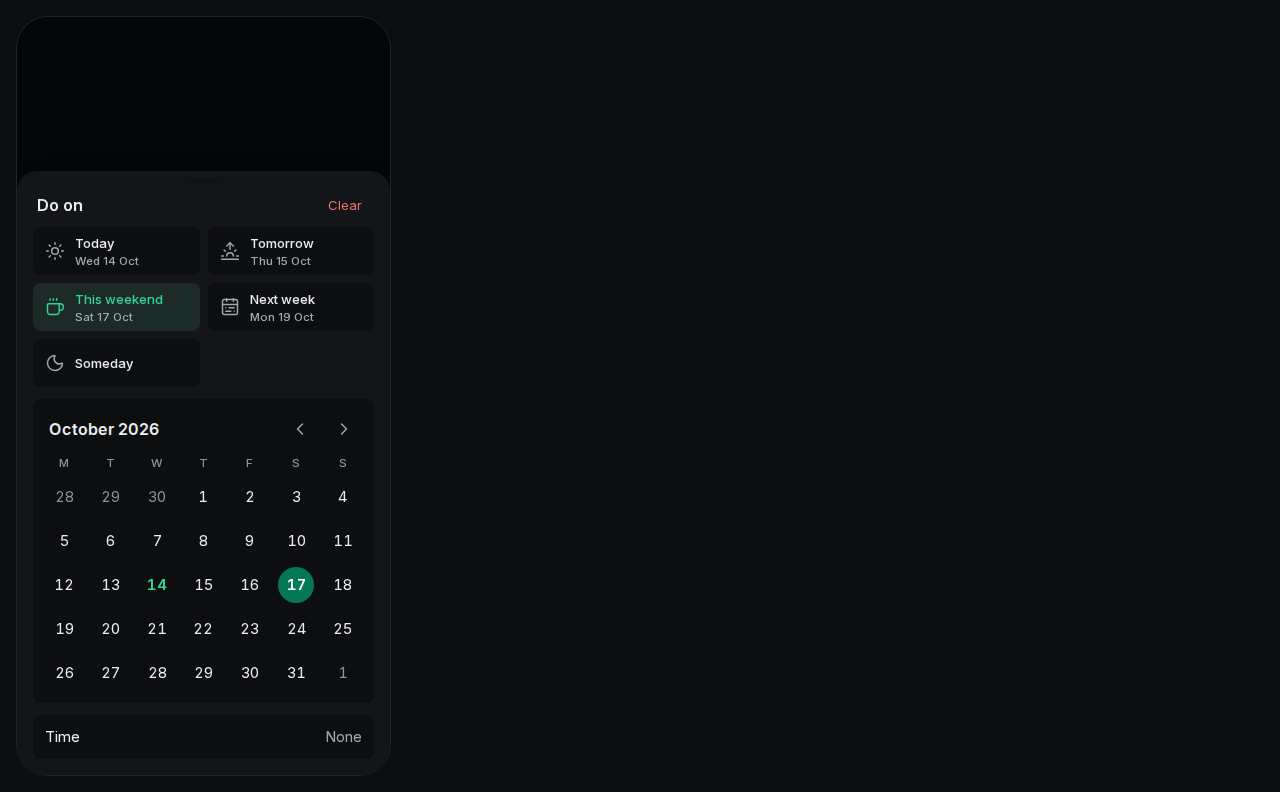 Do on
Clear
Today
Wed 14 Oct
Tomorrow
Thu 15 Oct
This weekend
Sat 17 Oct
Next week
Mon 19 Oct
Someday
October 2026
M T W T F S S
28 29 30 1 2 3 4
5 6 7 8 9 10 11
12 13 14 15 16 17 18
19 20 21 22 23 24 25
26 27 28 29 30 31 1
Time None